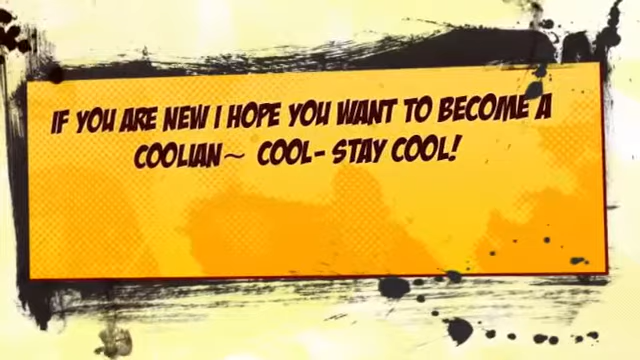 IF YOU ARE NEW I HOPE YOU WANT TO BECOME A
COOLIAN~ COOL- STAY COOL!